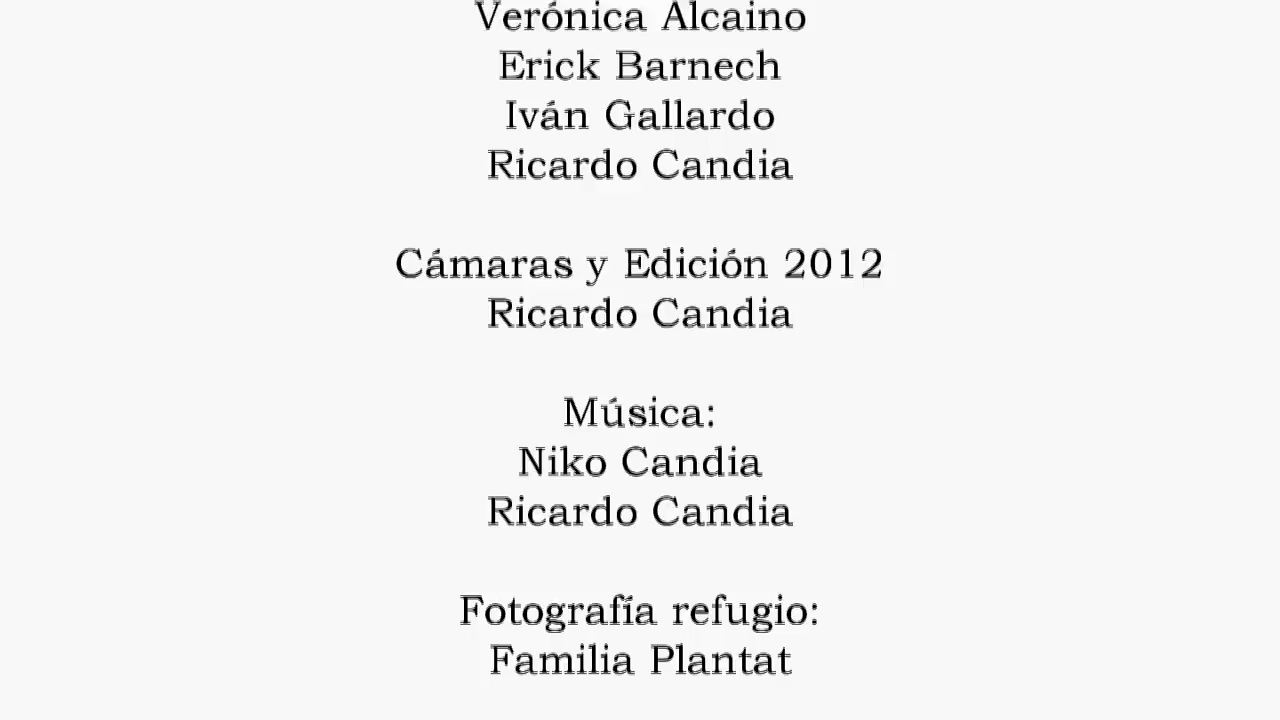 Verónica Alcaino
Erick Barnech
Iván Gallardo
Ricardo Candia
Cámaras y Edición 2012
Ricardo Candia
Música:
Niko Candia
Ricardo Candia
Fotografía refugio:
Familia Plantat